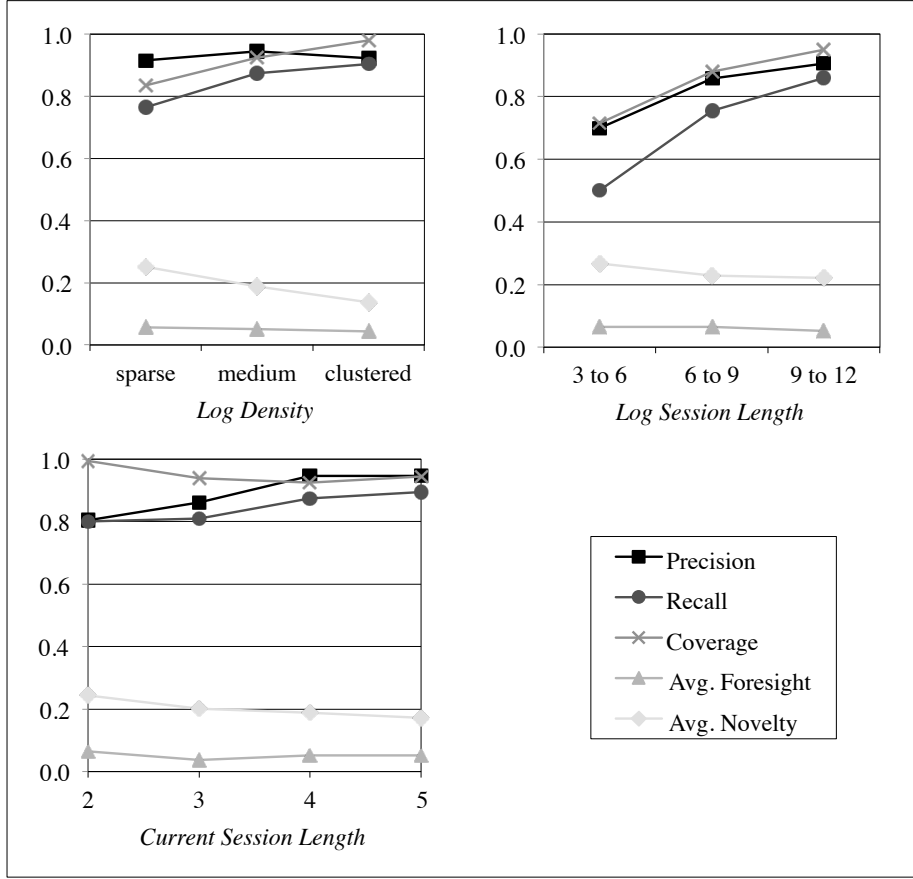 1.0
0.8
0.6
0.4
0.2
0.0
sparse medium clustered
Log Density
1.0
0.8
0.6
0.4
0.2
0.0
3 to 6 6 to 9 9 to 12
Log Session Length
1.0
0.8
0.6
0.4
0.2
0.0
2 3 4 5
Current Session Length
Precision
Recall
Coverage
Avg. Foresight
Avg. Novelty